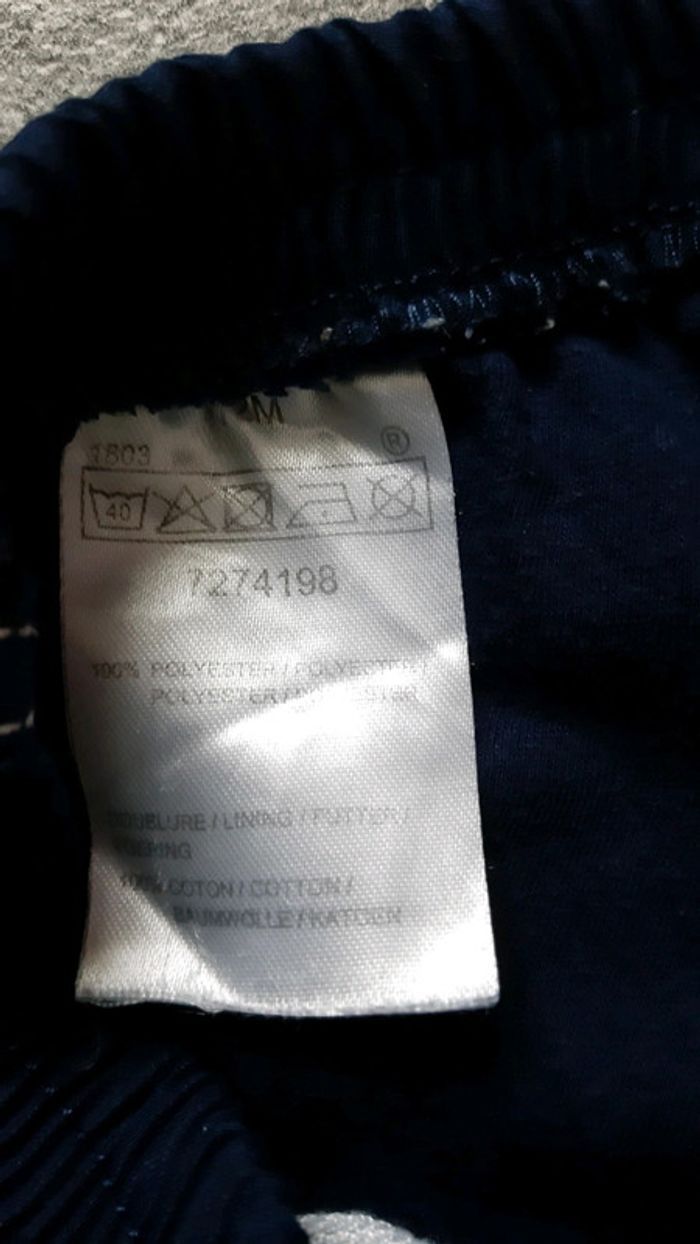 M
1803 ®
40
7274198
100% POLYESTER / POLYESTER /
POLYESTER / POLYESTER
DOUBLURE / LINING / FUTTER /
VOERING
100% COTON / COTTON /
BAUMWOLLE / KATOEN